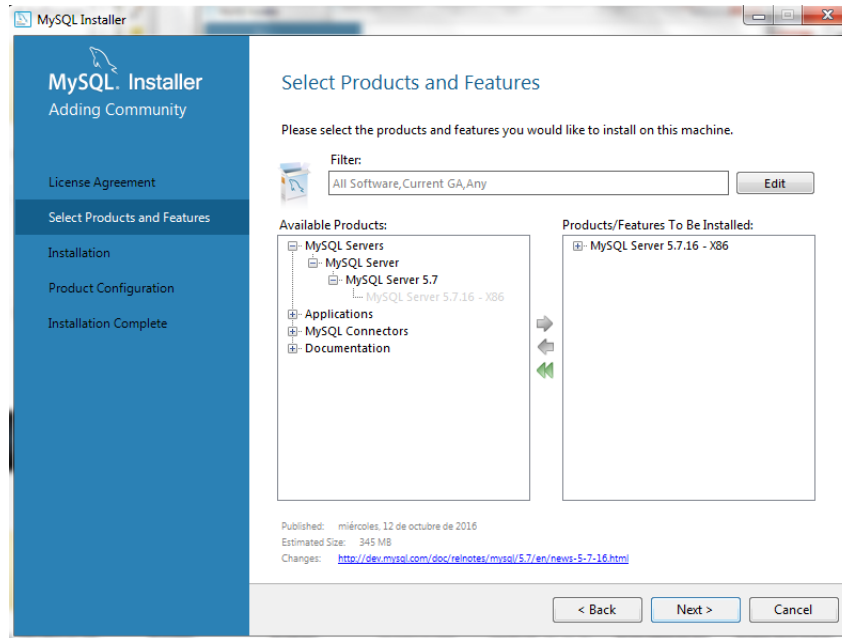 MySQL Installer
MySQL. Installer
Adding Community
License Agreement
Select Products and Features
Installation
Product Configuration
Installation Complete
Select Products and Features
Please select the products and features you would like to install on this machine.
Filter:
All Software,Current GA,Any
Edit
Available Products:
MySQL Servers
MySQL Server
MySQL Server 5.7
MySQL Server 5.7.16 - X86
Applications
MySQL Connectors
Documentation
Products/Features To Be Installed:
MySQL Server 5.7.16 - X86
Published: miércoles, 12 de octubre de 2016
Estimated Size: 345 MB
Changes: http://dev.mysql.com/doc/relnotes/mysql/5.7/en/news-5-7-16.html
< Back
Next >
Cancel